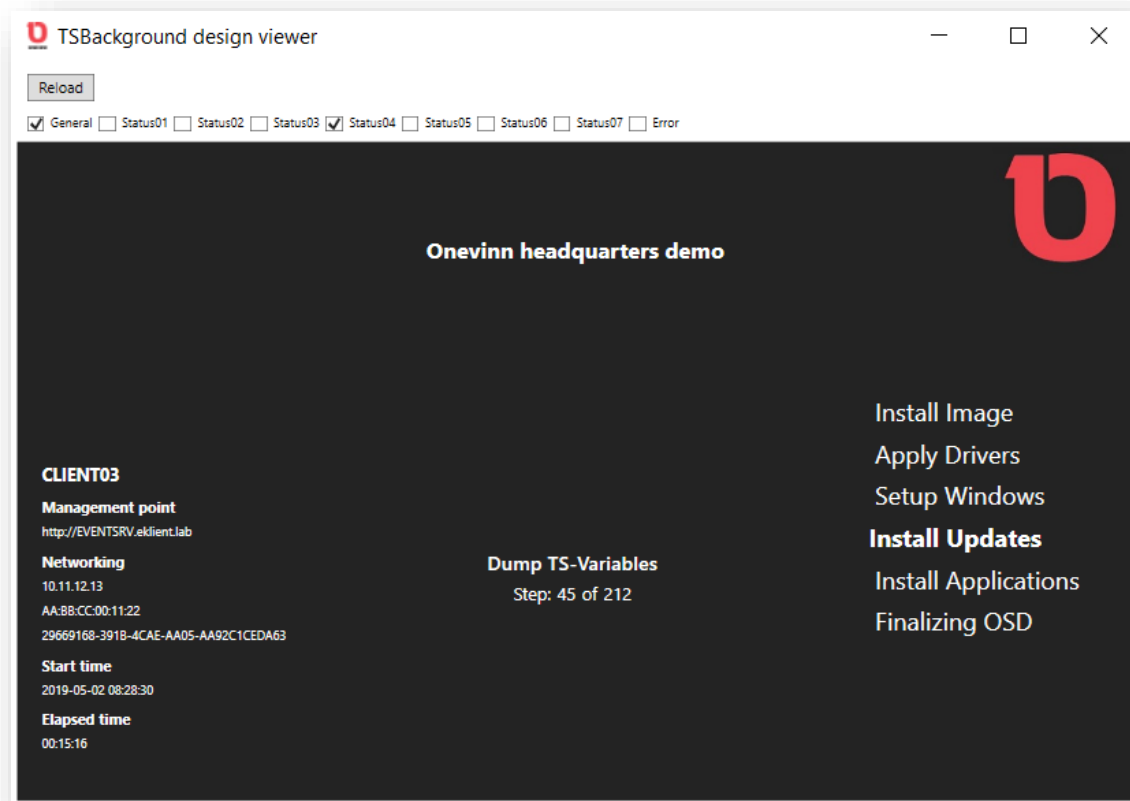 TSBackground design viewer
Reload
General Status01 Status02 Status03 Status04 Status05 Status06 Status07 Error
Onevinn headquarters demo
CLIENT03
Management point
http://EVENTSRV.eklient.lab
Networking
10.11.12.13
AA:BB:CC:00:11:22
29669168-391B-4CAE-AA05-AA92C1CEDA63
Start time
2019-05-02 08:28:30
Elapsed time
00:15:16
Dump TS-Variables
Step: 45 of 212
Install Image
Apply Drivers
Setup Windows
Install Updates
Install Applications
Finalizing OSD